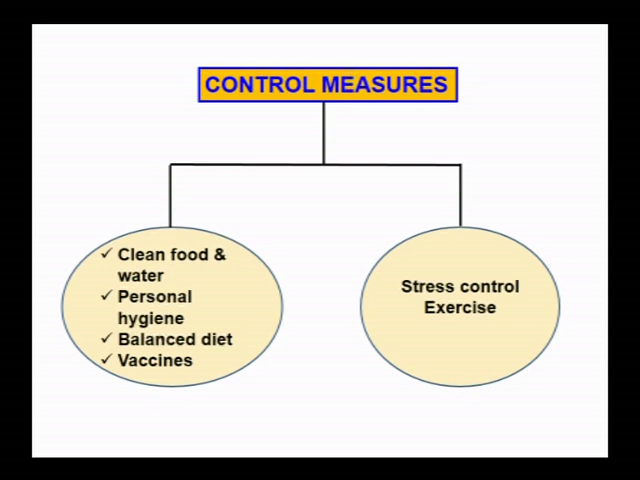 CONTROL MEASURES
✓ Clean food &
water
✓ Personal
hygiene
✓ Balanced diet
✓ Vaccines
Stress control
Exercise